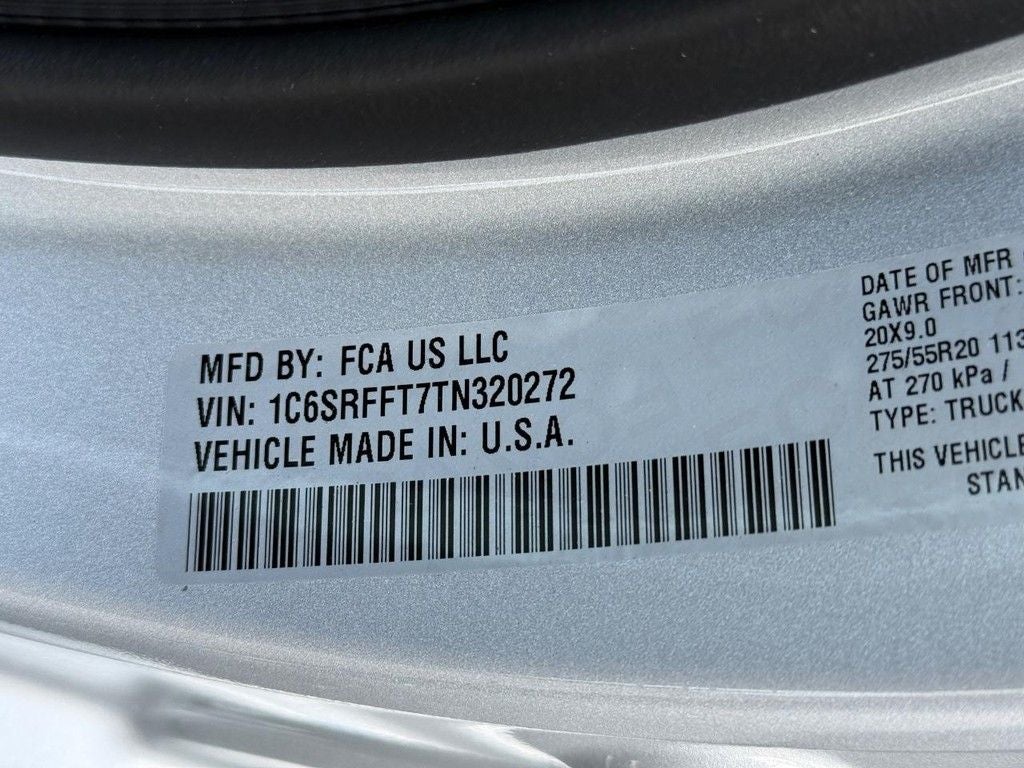 MFD BY: FCA US LLC
VIN: 1C6SRFFT7TN320272
VEHICLE MADE IN: U.S.A.
DATE OF MFR
GAWR FRONT:
20X9.0
275/55R20 113
AT 270 kPa /
TYPE: TRUCK
THIS VEHICLE
STAN